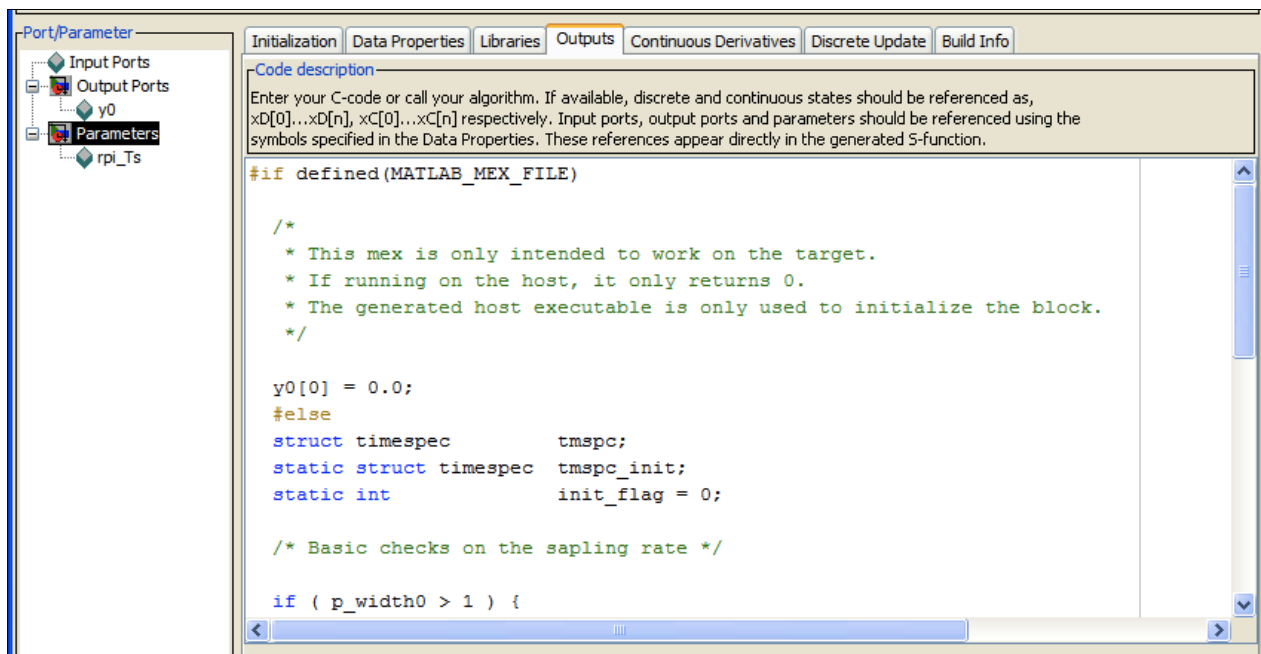 Port/Parameter
Input Ports
Output Ports
y0
Parameters
rpi_Ts
Initialization Data Properties Libraries Outputs Continuous Derivatives Discrete Update Build Info
Code description
Enter your C-code or call your algorithm. If available, discrete and continuous states should be referenced as,
xD[0]...xD[n], xC[0]...xC[n] respectively. Input ports, output ports and parameters should be referenced using the
symbols specified in the Data Properties. These references appear directly in the generated S-function.
#if defined(MATLAB_MEX_FILE)
/*
* This mex is only intended to work on the target.
* If running on the host, it only returns 0.
* The generated host executable is only used to initialize the block.
*/
y0[0] = 0.0;
#else
struct timespec tmspc;
static struct timespec tmspc_init;
static int init_flag = 0;
/* Basic checks on the sapling rate */
if ( p_width0 > 1 ) {